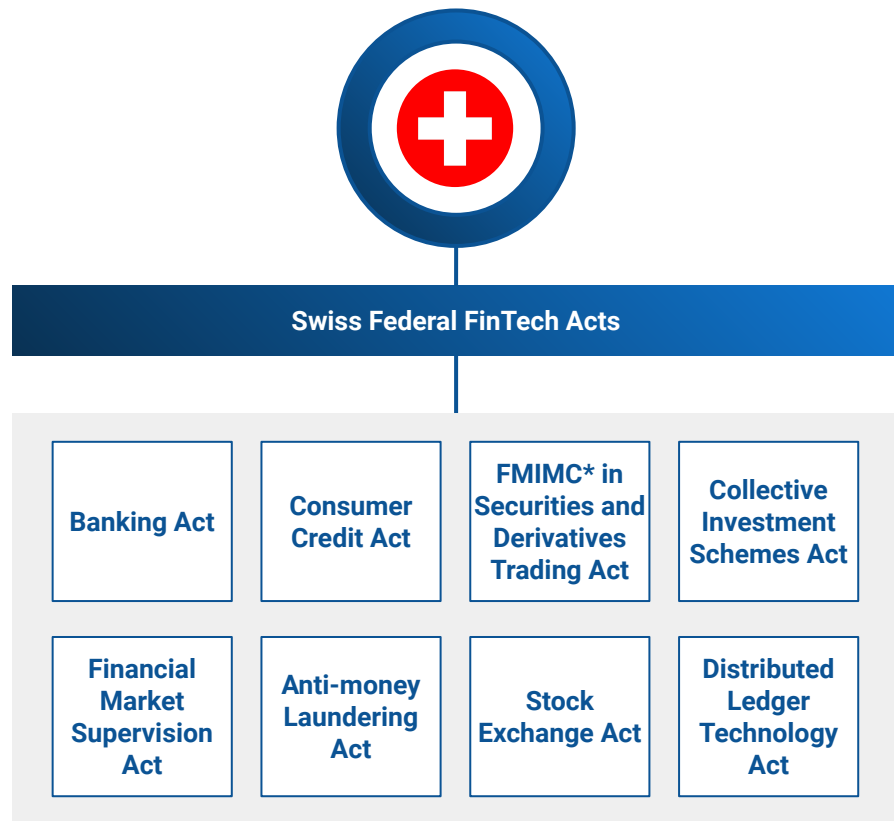 Swiss Federal FinTech Acts
Banking Act
Consumer
Credit Act
FMIMC* in
Securities and
Derivatives
Trading Act
Collective
Investment
Schemes Act
Financial
Market
Supervision
Act
Anti-money
Laundering
Act
Stock
Exchange Act
Distributed
Ledger
Technology
Act